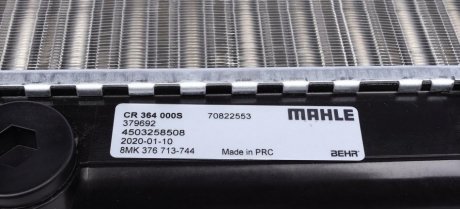 CR 364 000S 70822553
379692
4503258508
2020-01-10
8MK 376 713-744 Made in PRC
MAHLE
BEHR